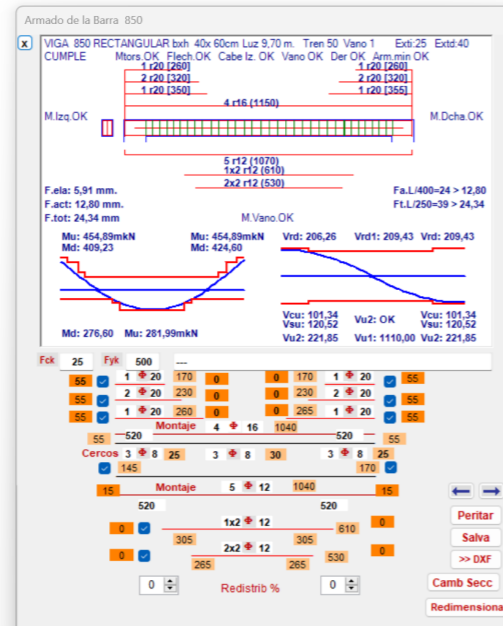 Armado de la Barra 850
x
VIGA 850 RECTANGULAR bxh 40x 60cm Luz 9,70 m. Tren 50 Vano 1 Exti:25 Extd:40
CUMPLE Mtors.OK Flech.OK Cabe Iz. OK Vano OK Der OK Arm.min OK
1 r20 [260] 1 r20 [260]
2 r20 [320] 2 r20 [320]
1 r20 [350] 1 r20 [355]
4 r16 (1150)
M.Izq.OK M.Dcha.OK
5 r12 (1070)
1x2 r12 (610)
2x2 r12 (530)
F.ela: 5,91 mm. Fa.L/400=24 > 12,80
F.act: 12,80 mm. Ft.L/250=39 > 24,34
F.tot: 24,34 mm M.Vano.OK
Mu: 454,89mkN Mu: 454,89mkN Vrd: 206,26 Vrd1: 209,43 Vrd: 209,43
Md: 409,23 Md: 424,60
Vcu: 101,34 Vcu: 101,34
Vsu: 120,52 Vu2: OK Vsu: 120,52
Md: 276,60 Mu: 281,99mkN Vu2: 221,85 Vu1: 1110,00 Vu2: 221,85
Fck 25 Fyk 500 ---
55 1 20 170 0 0 170 1 20 55
55 2 20 230 0 0 230 2 20 55
55 1 20 260 0 0 265 1 20 55
Montaje 4 16 1040
55 520 520 55
Cercos 3 8 25 3 8 30 3 8 25
145 170
15 Montaje 5 12 1040 15
520 520
0 1x2 12 610 0
305 305
0 2x2 12 530 0
265 265
0 Redistrib % 0
Peritar
Salva
>> DXF
Camb Secc
Redimensiona